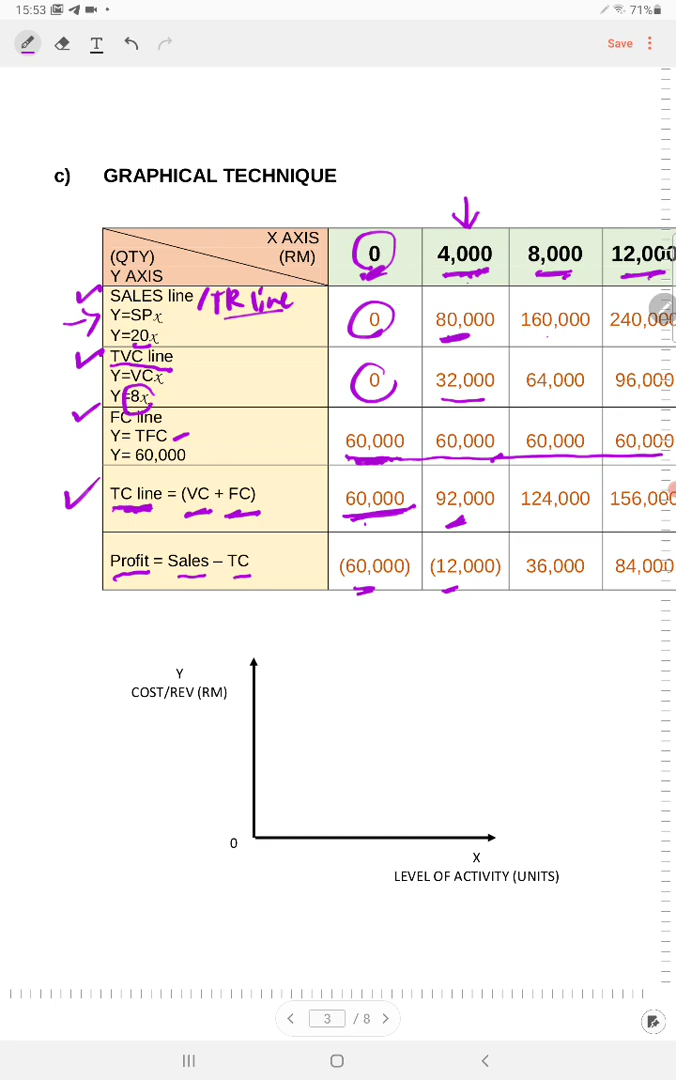 15:53 71%
T Save
c) GRAPHICAL TECHNIQUE
X AXIS
(QTY) (RM) 0 4,000 8,000 12,000
Y AXIS
SALES line /TR line
Y=SPx 0 80,000 160,000 240,000
Y=20x
TVC line
Y=VCx 0 32,000 64,000 96,000
Y=8x
FC line
Y= TFC 60,000 60,000 60,000 60,000
Y= 60,000
TC line = (VC + FC) 60,000 92,000 124,000 156,000
Profit = Sales – TC (60,000) (12,000) 36,000 84,000
Y
COST/REV (RM)
0
X
LEVEL OF ACTIVITY (UNITS)
3 / 8